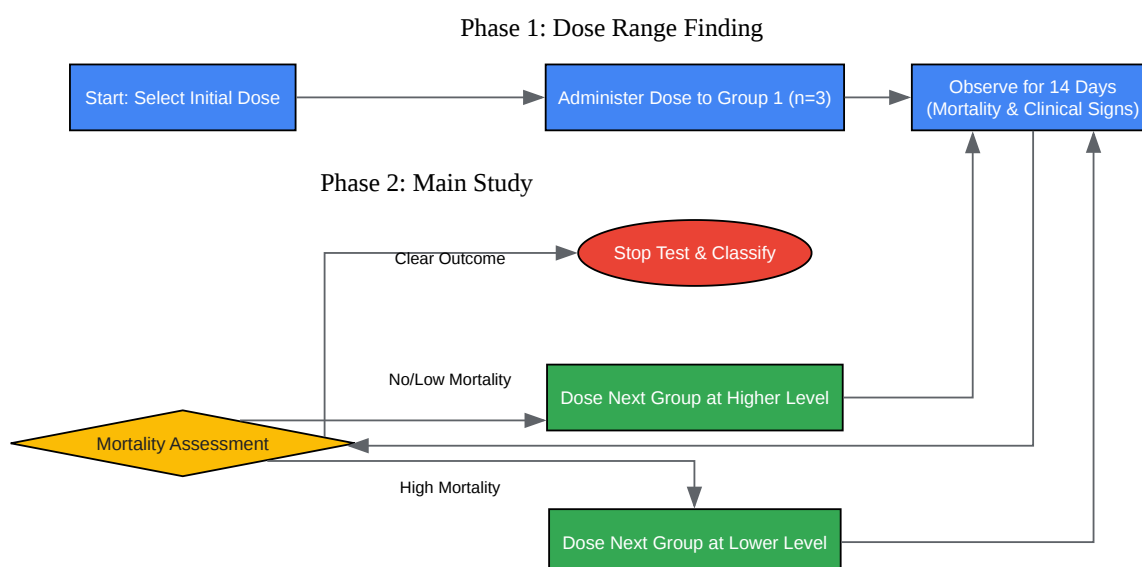 Phase 1: Dose Range Finding
Start: Select Initial Dose
Administer Dose to Group 1 (n=3)
Observe for 14 Days
(Mortality & Clinical Signs)
Phase 2: Main Study
Clear Outcome
Stop Test & Classify
No/Low Mortality
Dose Next Group at Higher Level
Mortality Assessment
High Mortality
Dose Next Group at Lower Level